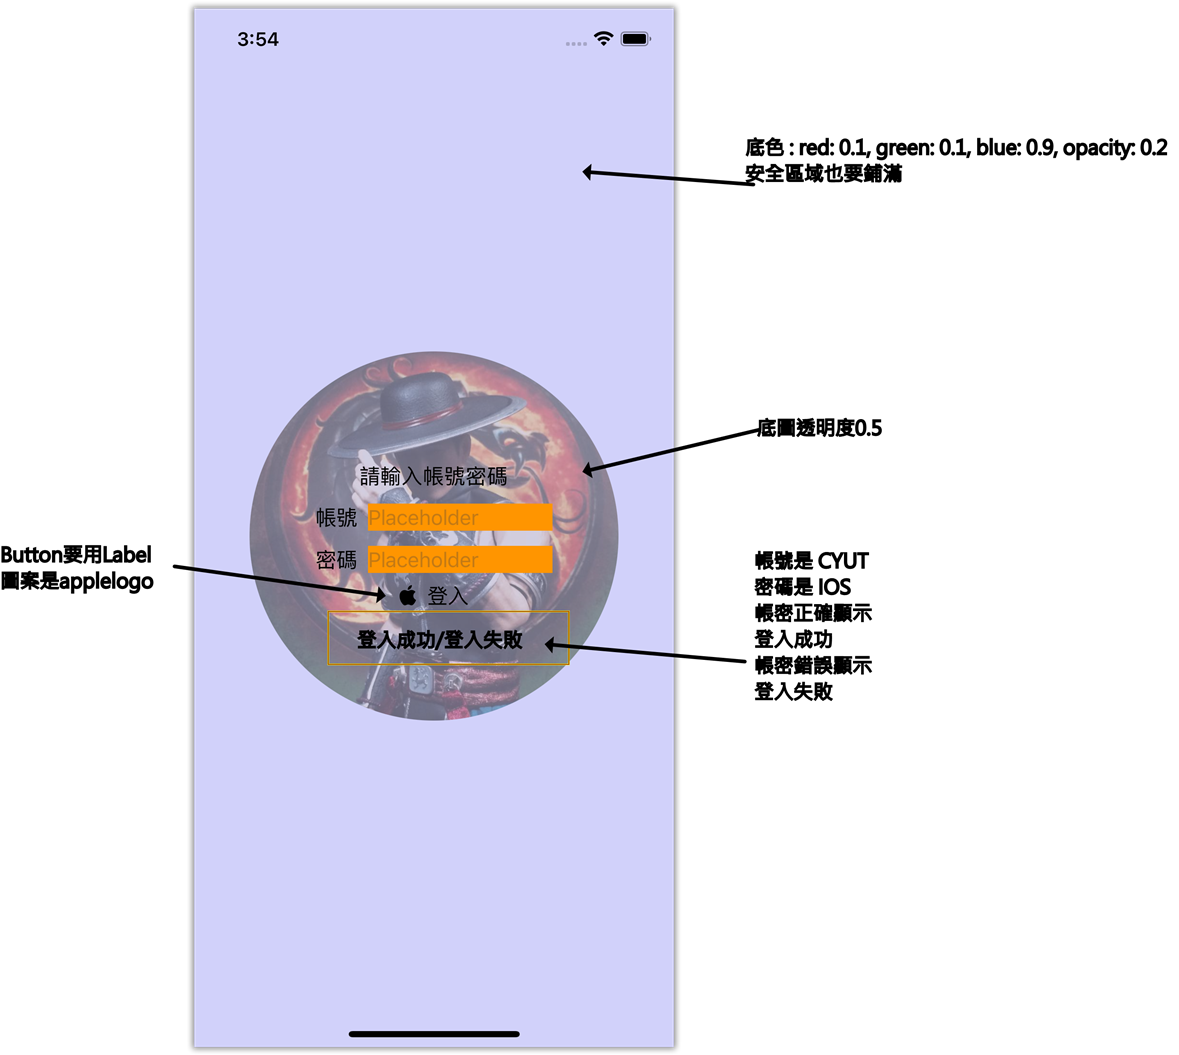 3:54
底色 : red: 0.1, green: 0.1, blue: 0.9, opacity: 0.2
安全區域也要鋪滿
底圖透明度0.5
請輸入帳號密碼
帳號 Placeholder
密碼 Placeholder
登入
登入成功/登入失敗
Button要用Label
圖案是applelogo
帳號是 CYUT
密碼是 IOS
帳密正確顯示
登入成功
帳密錯誤顯示
登入失敗